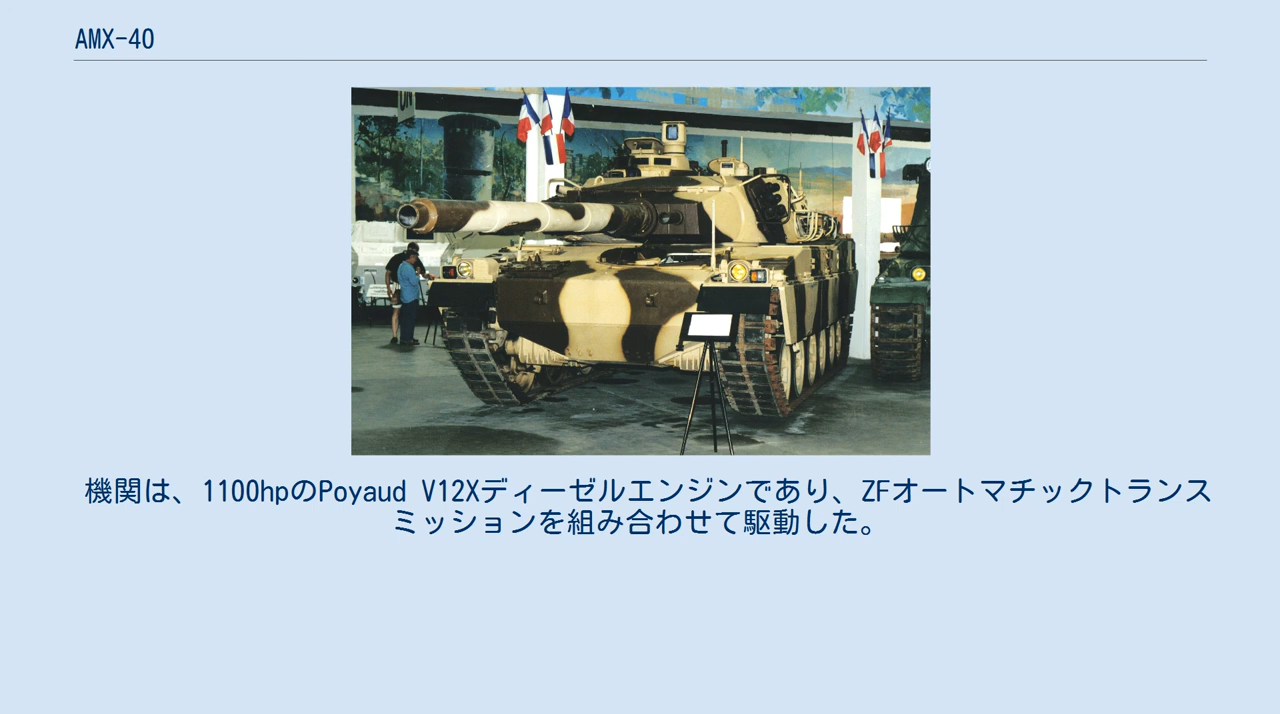 AMX-40
機関は、1100hpのPoyaud V12Xディーゼルエンジンであり、ZFオートマチックトランス
ミッションを組み合わせて駆動した。